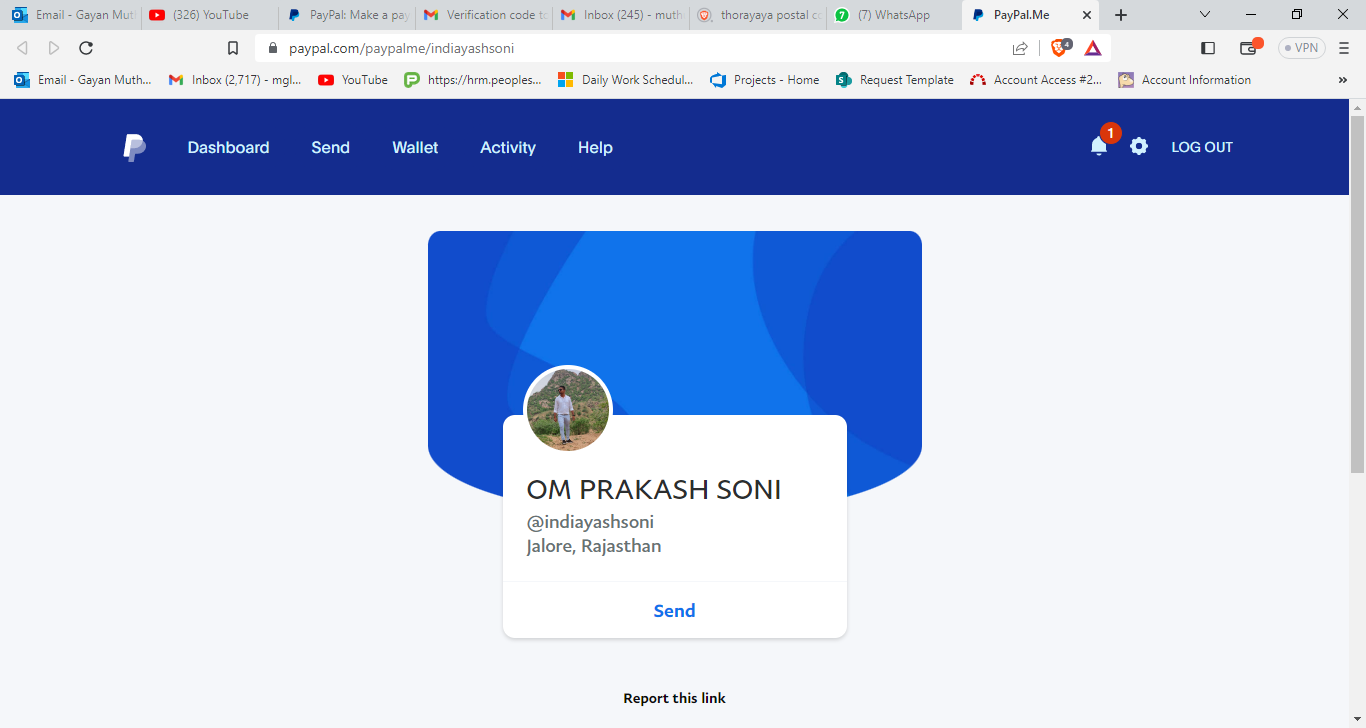 Email - Gayan Muth
(326) YouTube
PayPal: Make a pay
Verification code to
Inbox (245) - muth
thorayaya postal co
(7) WhatsApp
PayPal.Me
paypal.com/paypalme/indiayashsoni
4
VPN
Email - Gayan Muth...
Inbox (2,717) - mgl...
YouTube
https://hrm.peoples...
Daily Work Schedul...
Projects - Home
Request Template
Account Access #2...
Account Information
»
Dashboard
Send
Wallet
Activity
Help
1
LOG OUT
OM PRAKASH SONI
@indiayashsoni
Jalore, Rajasthan
Send
Report this link